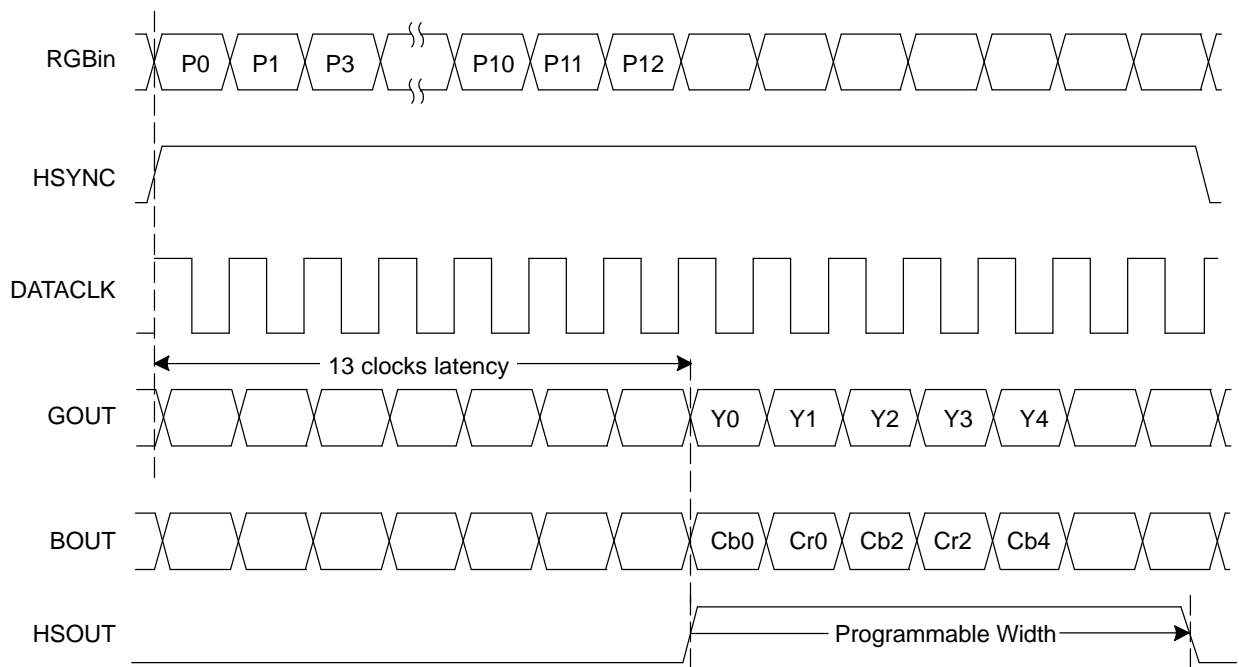 RGBin P0 P1 P3 P10 P11 P12
HSYNC
DATACLK
13 clocks latency
GOUT Y0 Y1 Y2 Y3 Y4
BOUT Cb0 Cr0 Cb2 Cr2 Cb4
HSOUT Programmable Width